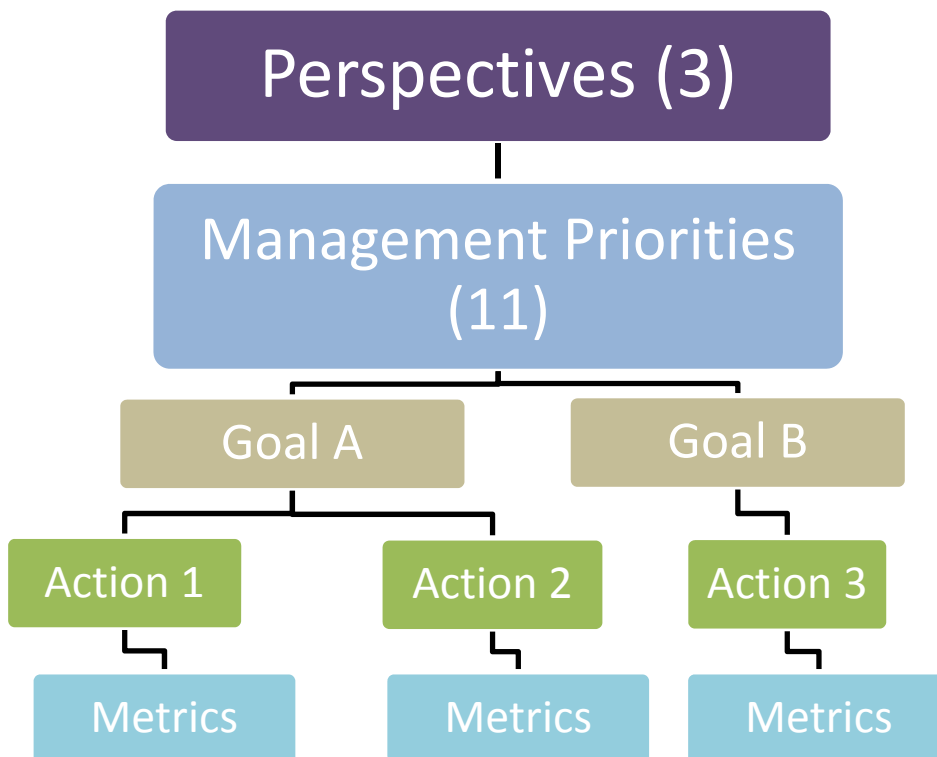 Perspectives (3)
Management Priorities
(11)
Goal A
Goal B
Action 1
Action 2
Action 3
Metrics
Metrics
Metrics